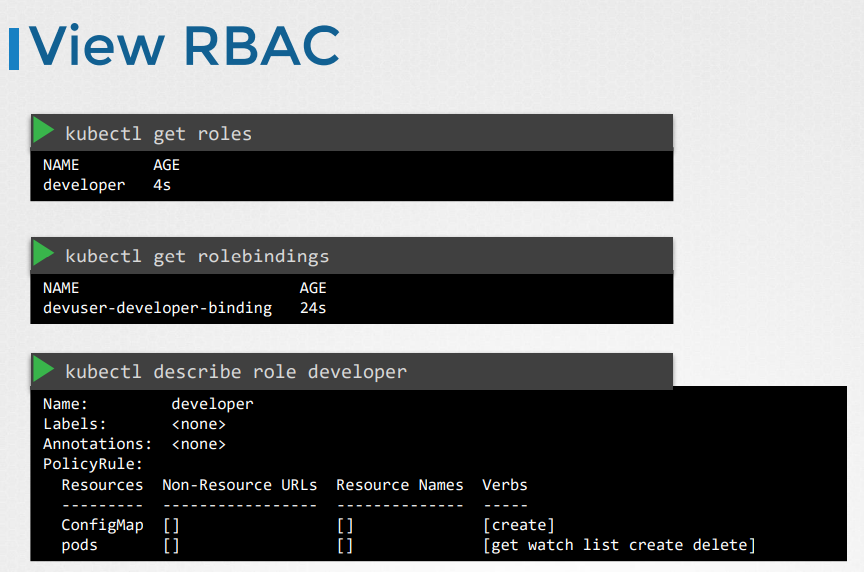 View RBAC
kubectl get roles
NAME        AGE
developer   4s
kubectl get rolebindings
NAME                        AGE
devuser-developer-binding   24s
kubectl describe role developer
Name:         developer
Labels:       <none>
Annotations:  <none>
PolicyRule:
  Resources  Non-Resource URLs  Resource Names  Verbs
  ---------  -----------------  --------------  -----
  ConfigMap  []                 []              [create]
  pods       []                 []              [get watch list create delete]